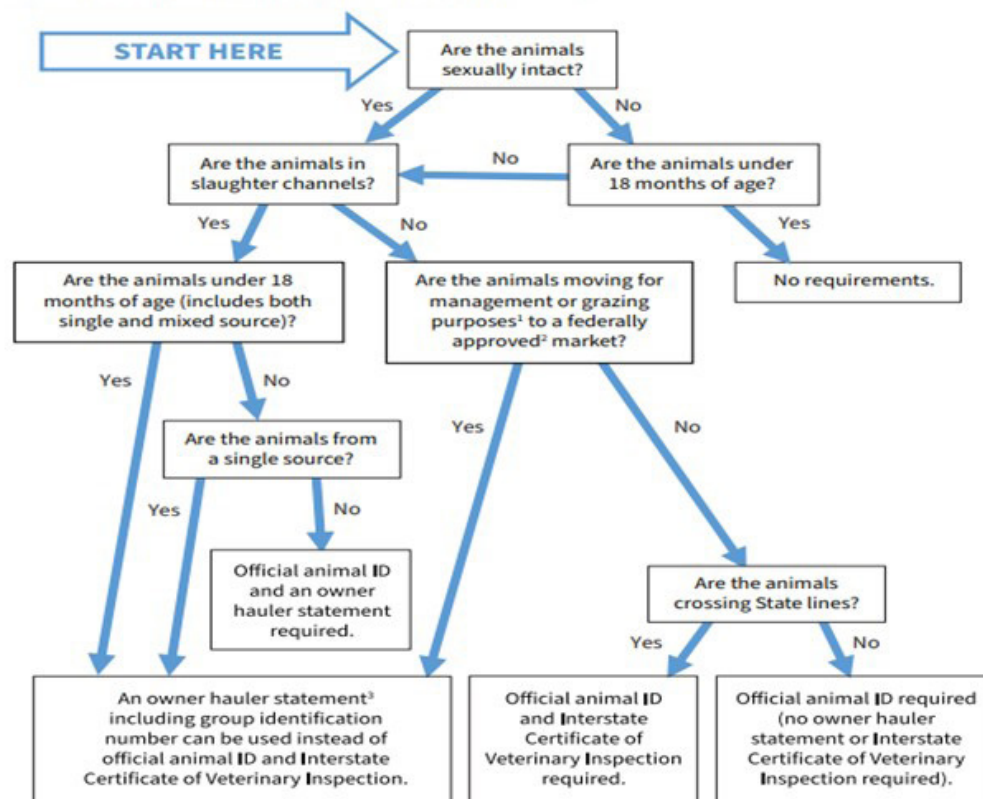 START HERE
Are the animals
sexually intact?
Yes
No
Are the animals in
slaughter channels?
No
Are the animals under
18 months of age?
Yes
No
Yes
Are the animals under 18
months of age (includes both
single and mixed source)?
Are the animals moving for
management or grazing
purposes¹ to a federally
approved² market?
No requirements.
Yes
No
Are the animals from
a single source?
Yes
No
Yes
No
Official animal ID
and an owner
hauler statement
required.
Are the animals
crossing State lines?
Yes
No
An owner hauler statement³
including group identification
number can be used instead of
official animal ID and Interstate
Certificate of Veterinary Inspection.
Official animal ID
and Interstate
Certificate of
Veterinary Inspection
required.
Official animal ID required
(no owner hauler
statement or Interstate
Certificate of Veterinary
Inspection required).